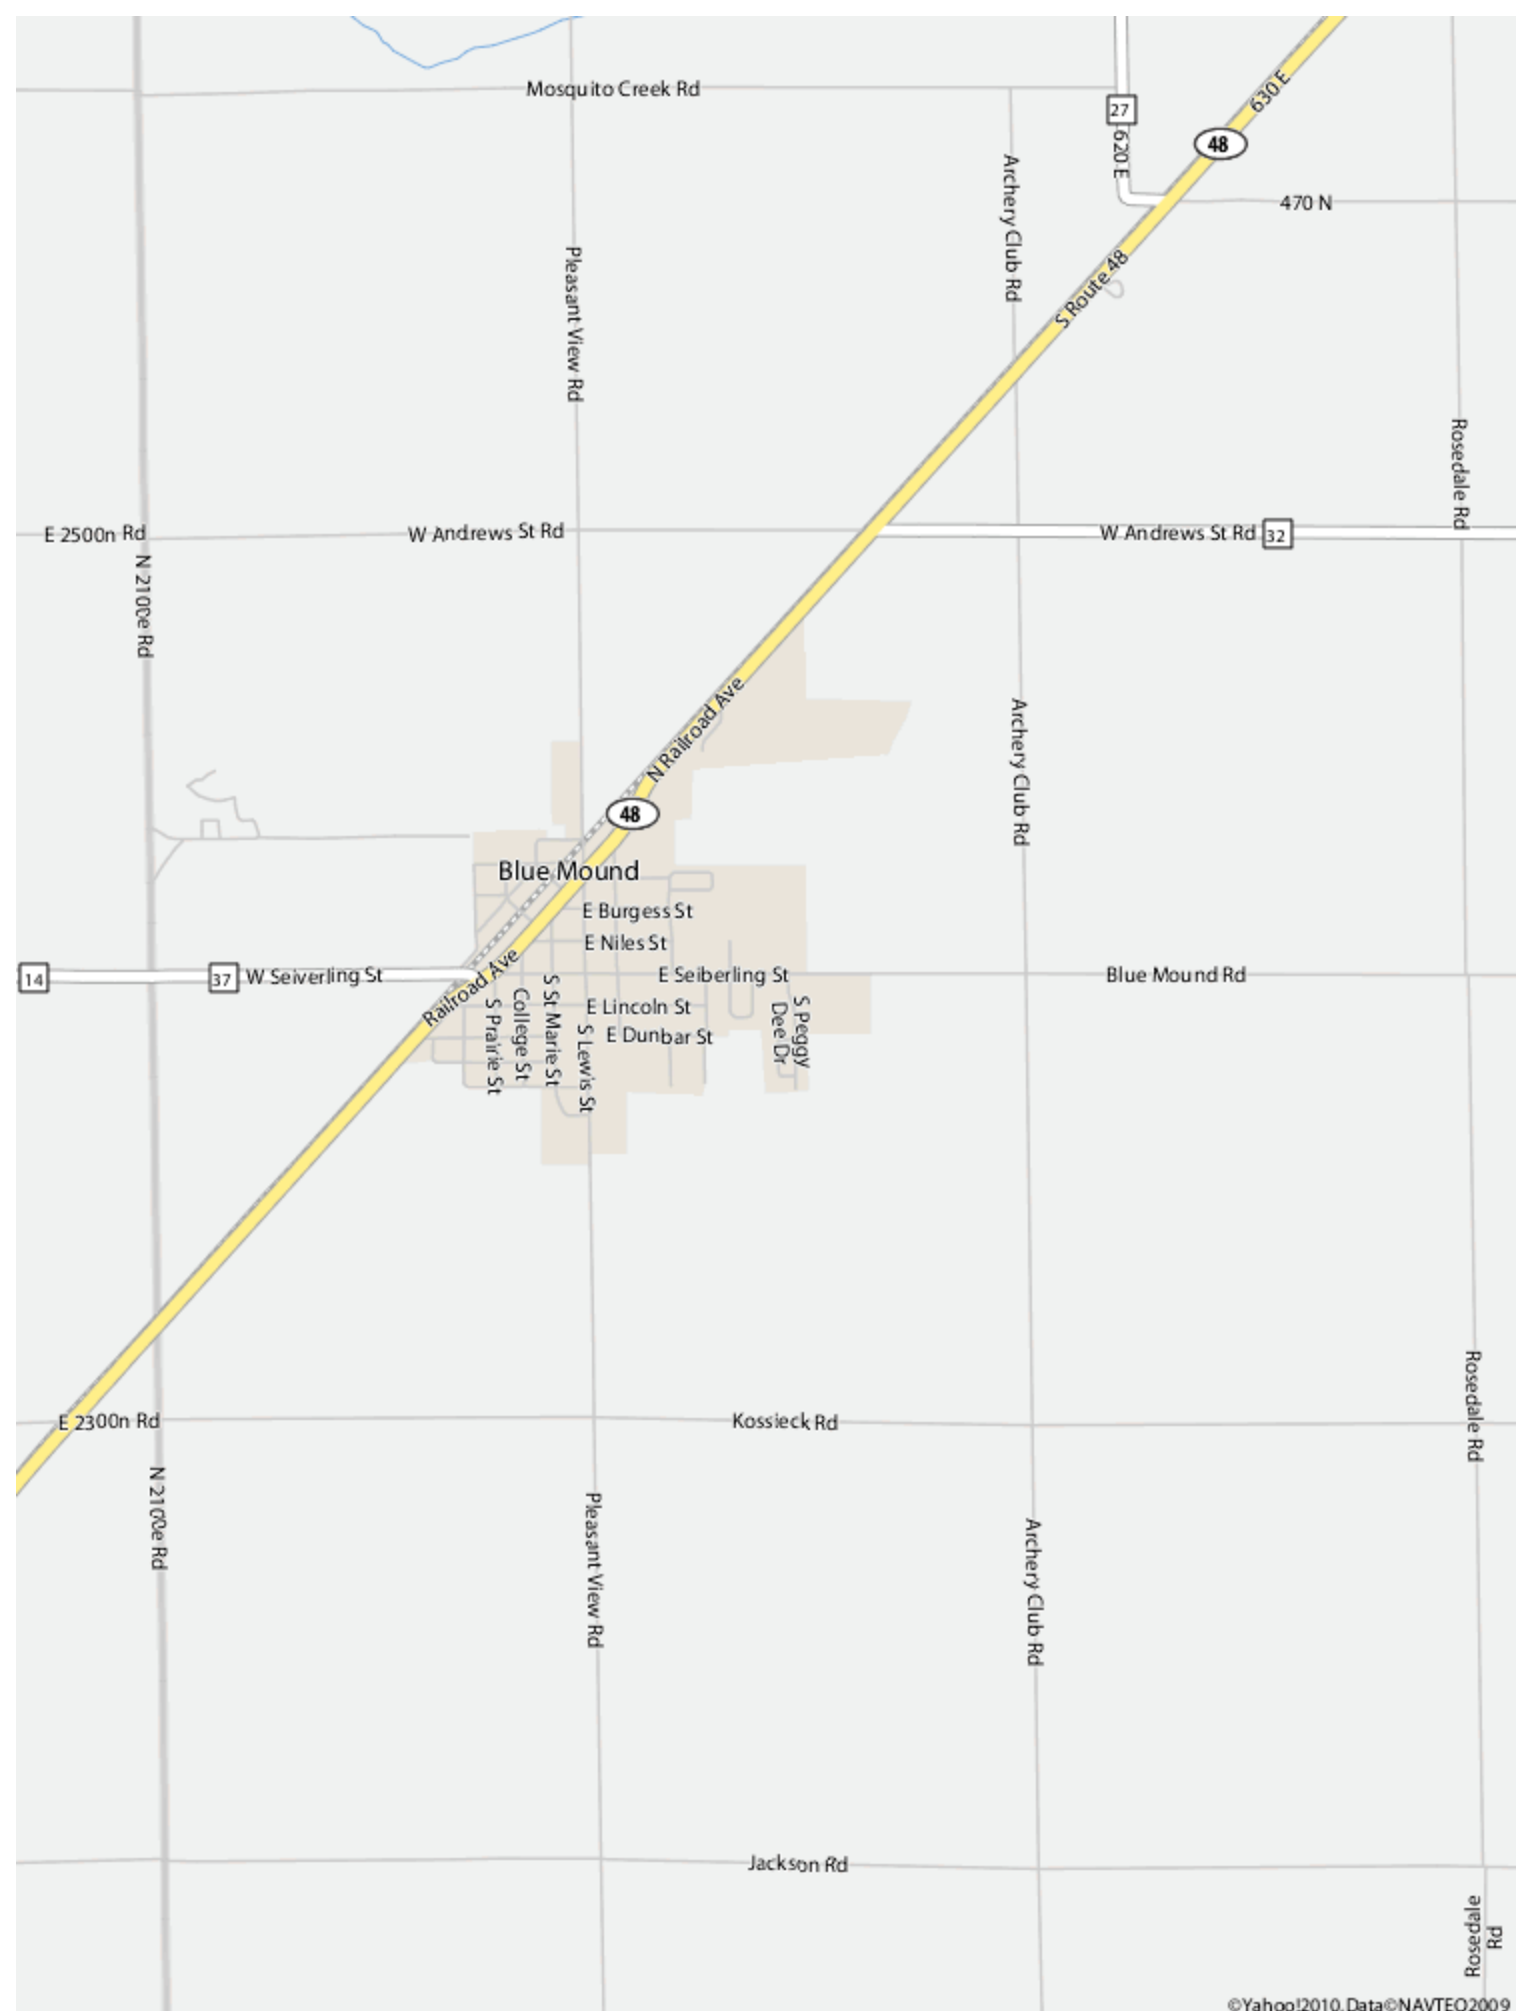 Mosquito Creek Rd
27
620 E
630 E
48
470 N
Archery Club Rd
S Route 48
Pleasant View Rd
Rosedale Rd
E 2500n Rd
W Andrews St Rd
W Andrews St Rd
32
N 2100e Rd
N Railroad Ave
Archery Club Rd
48
Blue Mound
E Burgess St
E Niles St
14
37
W Seiverling St
Railroad Ave
E Seiberling St
Blue Mound Rd
E Lincoln St
E Dunbar St
S Prairie St
College St
S St Marie St
S Lewis St
S Peggy
Dee Dr
E 2300n Rd
Kossieck Rd
Rosedale Rd
N 2100e Rd
Pleasant View Rd
Archery Club Rd
Jackson Rd
Rosedale
Rd
©Yahoo!2010,Data©NAVTEQ2009